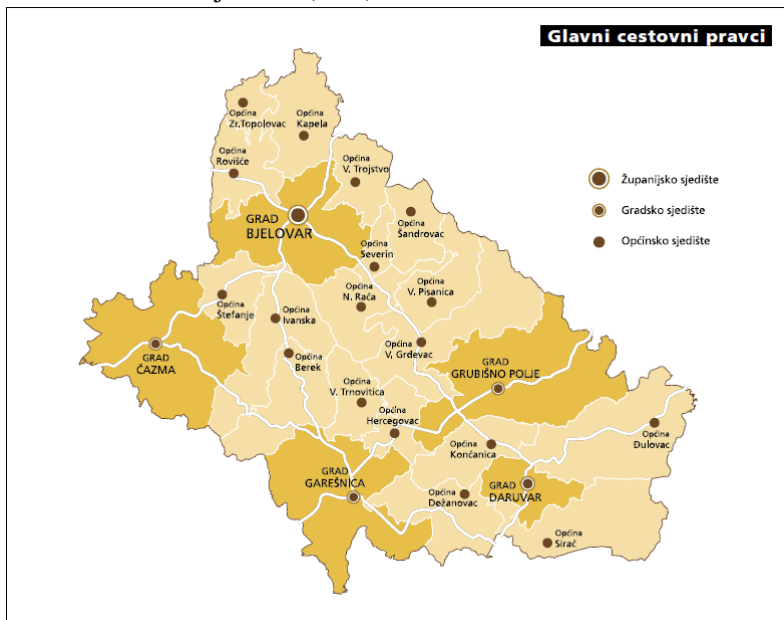 Glavni cestovni pravci
Općina
Zr.Topolovac
Općina
Kapela
Općina
Rovišće
Općina
V. Trojstvo
Županijsko sjedište
Gradsko sjedište
Općinsko sjedište
GRAD
BJELOVAR
Općina
Šandrovac
Općina
Severin
Općina
Štefanje
Općina
Ivanska
Općina
N. Rača
Općina
V. Pisanica
GRAD
ČAZMA
Općina
Berek
Općina
V, Grdevac
GRAD
GRUBIŠNO POLJE
Općina
V. Trnovitica
Općina
Hercegovac
Općina
Končanica
Općina
Đulovac
GRAD
GAREŠNICA
Općina
Dežanovac
GRAD
DARUVAR
Općina
Sirač